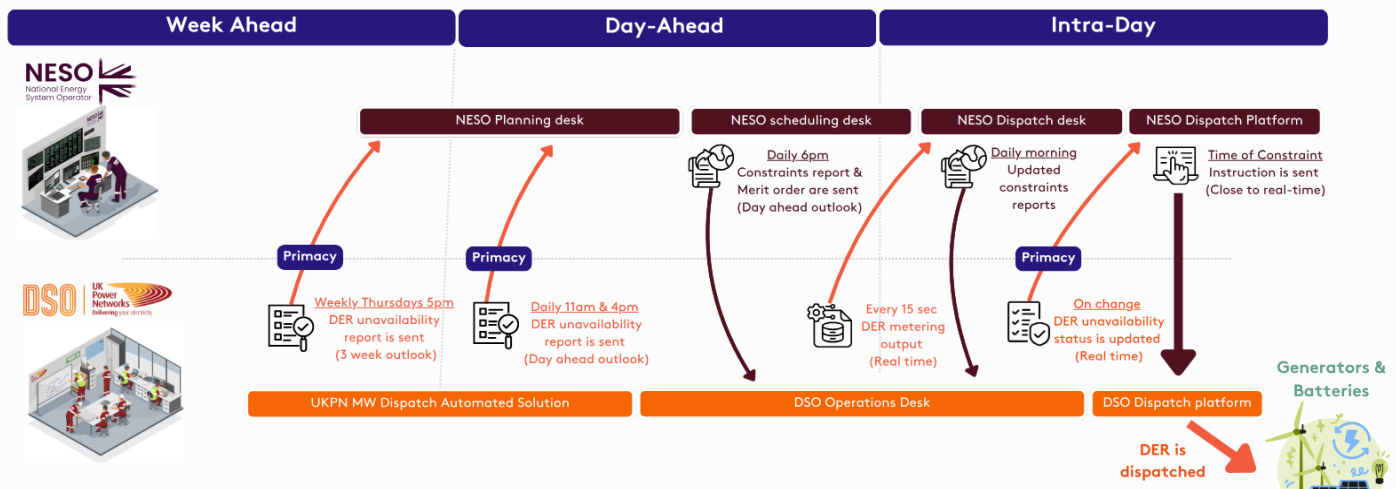 Week Ahead
Day-Ahead
Intra-Day
NESO
National Energy
System Operator
NESO Planning desk
NESO scheduling desk
NESO Dispatch desk
NESO Dispatch Platform
Daily 6pm
Constraints report &
Merit order are sent
(Day ahead outlook)
Daily morning
Updated
constraints
reports
Time of Constraint
Instruction is sent
(Close to real-time)
Primacy
Primacy
Primacy
DSO
UK
Power
Networks
Delivering your electricity
Weekly Thursdays 5pm
DER unavailability
report is sent
(3 week outlook)
Daily 11am & 4pm
DER unavailability
report is sent
(Day ahead outlook)
Every 15 sec
DER metering
output
(Real time)
On change
DER unavailability
status is updated
(Real time)
UKPN MW Dispatch Automated Solution
DSO Operations Desk
DSO Dispatch platform
Generators &
Batteries
DER is
dispatched